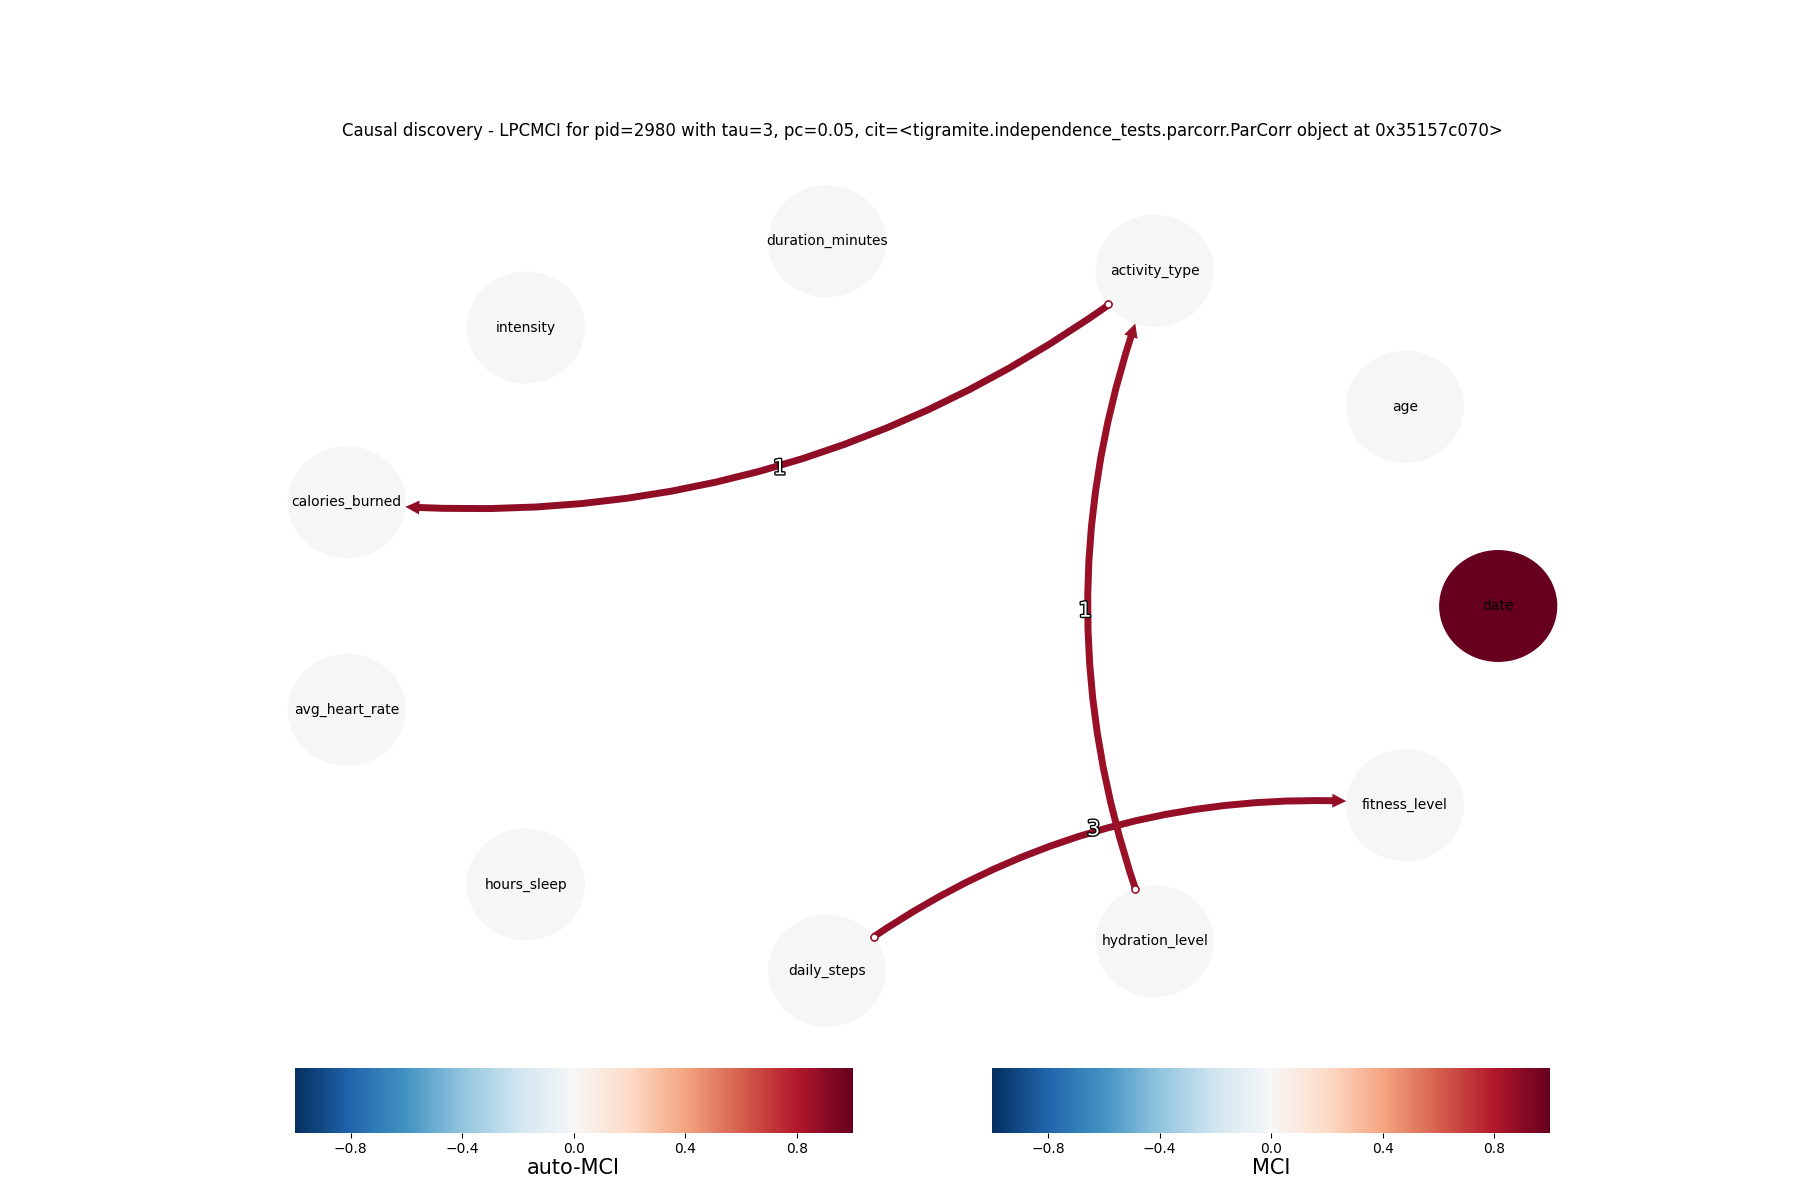 Causal discovery - LPCMCI for pid=2980 with tau=3, pc=0.05, cit=<tigramite.independence_tests.parcorr.ParCorr object at 0x35157c070>
duration_minutes
activity_type
intensity
age
1
calories_burned
date
1
avg_heart_rate
fitness_level
3
hours_sleep
hydration_level
daily_steps
−0.8 −0.4 0.0 0.4 0.8
auto-MCI
−0.8 −0.4 0.0 0.4 0.8
MCI